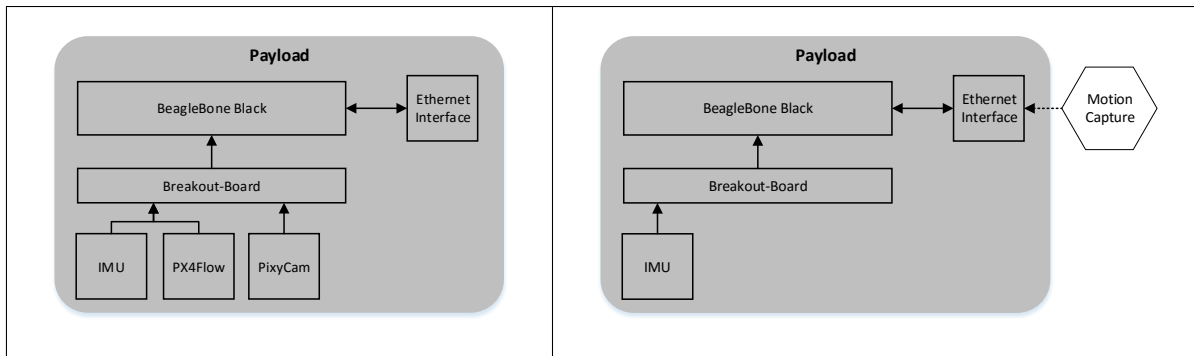 Payload
BeagleBone Black
Ethernet
Interface
Breakout-Board
IMU
PX4Flow
PixyCam
Payload
BeagleBone Black
Ethernet
Interface
Motion
Capture
Breakout-Board
IMU